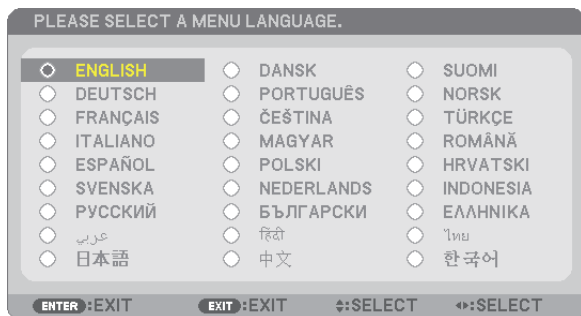 PLEASE SELECT A MENU LANGUAGE.
ENGLISH DANSK SUOMI
DEUTSCH PORTUGUÊS NORSK
FRANÇAIS ČEŠTINA TÜRKÇE
ITALIANO MAGYAR ROMÂNĂ
ESPAÑOL POLSKI HRVATSKI
SVENSKA NEDERLANDS INDONESIA
РУССКИЙ БЪЛГАРСКИ ΕΛΛΗΝΙΚΑ
عربي हिंदी ไทย
日本語 中文 한국어
ENTER :EXIT EXIT :EXIT :SELECT :SELECT